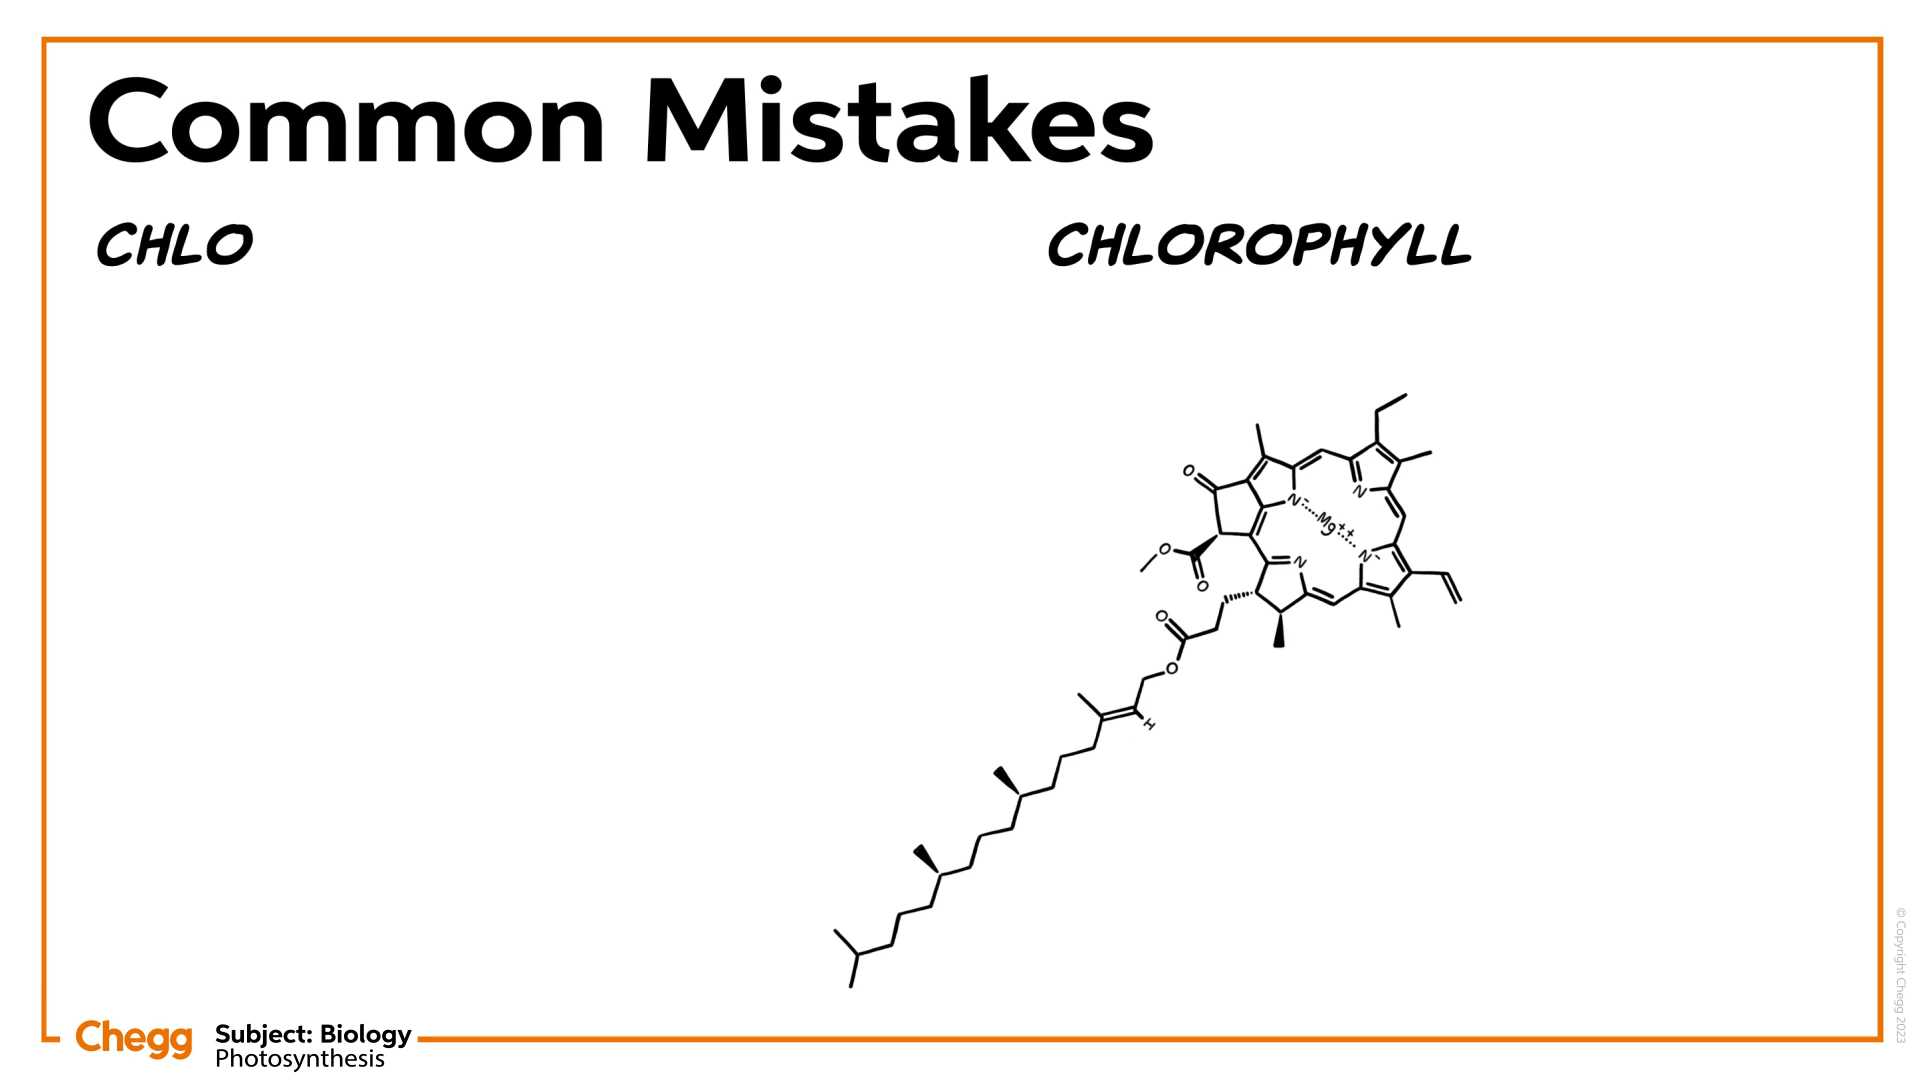 Common Mistakes
CHLO
CHLOROPHYLL
O
N-
N
Mg++
O
N-
N
O
O
O
H
Chegg
Subject: Biology
Photosynthesis
© Copyright Chegg 2023